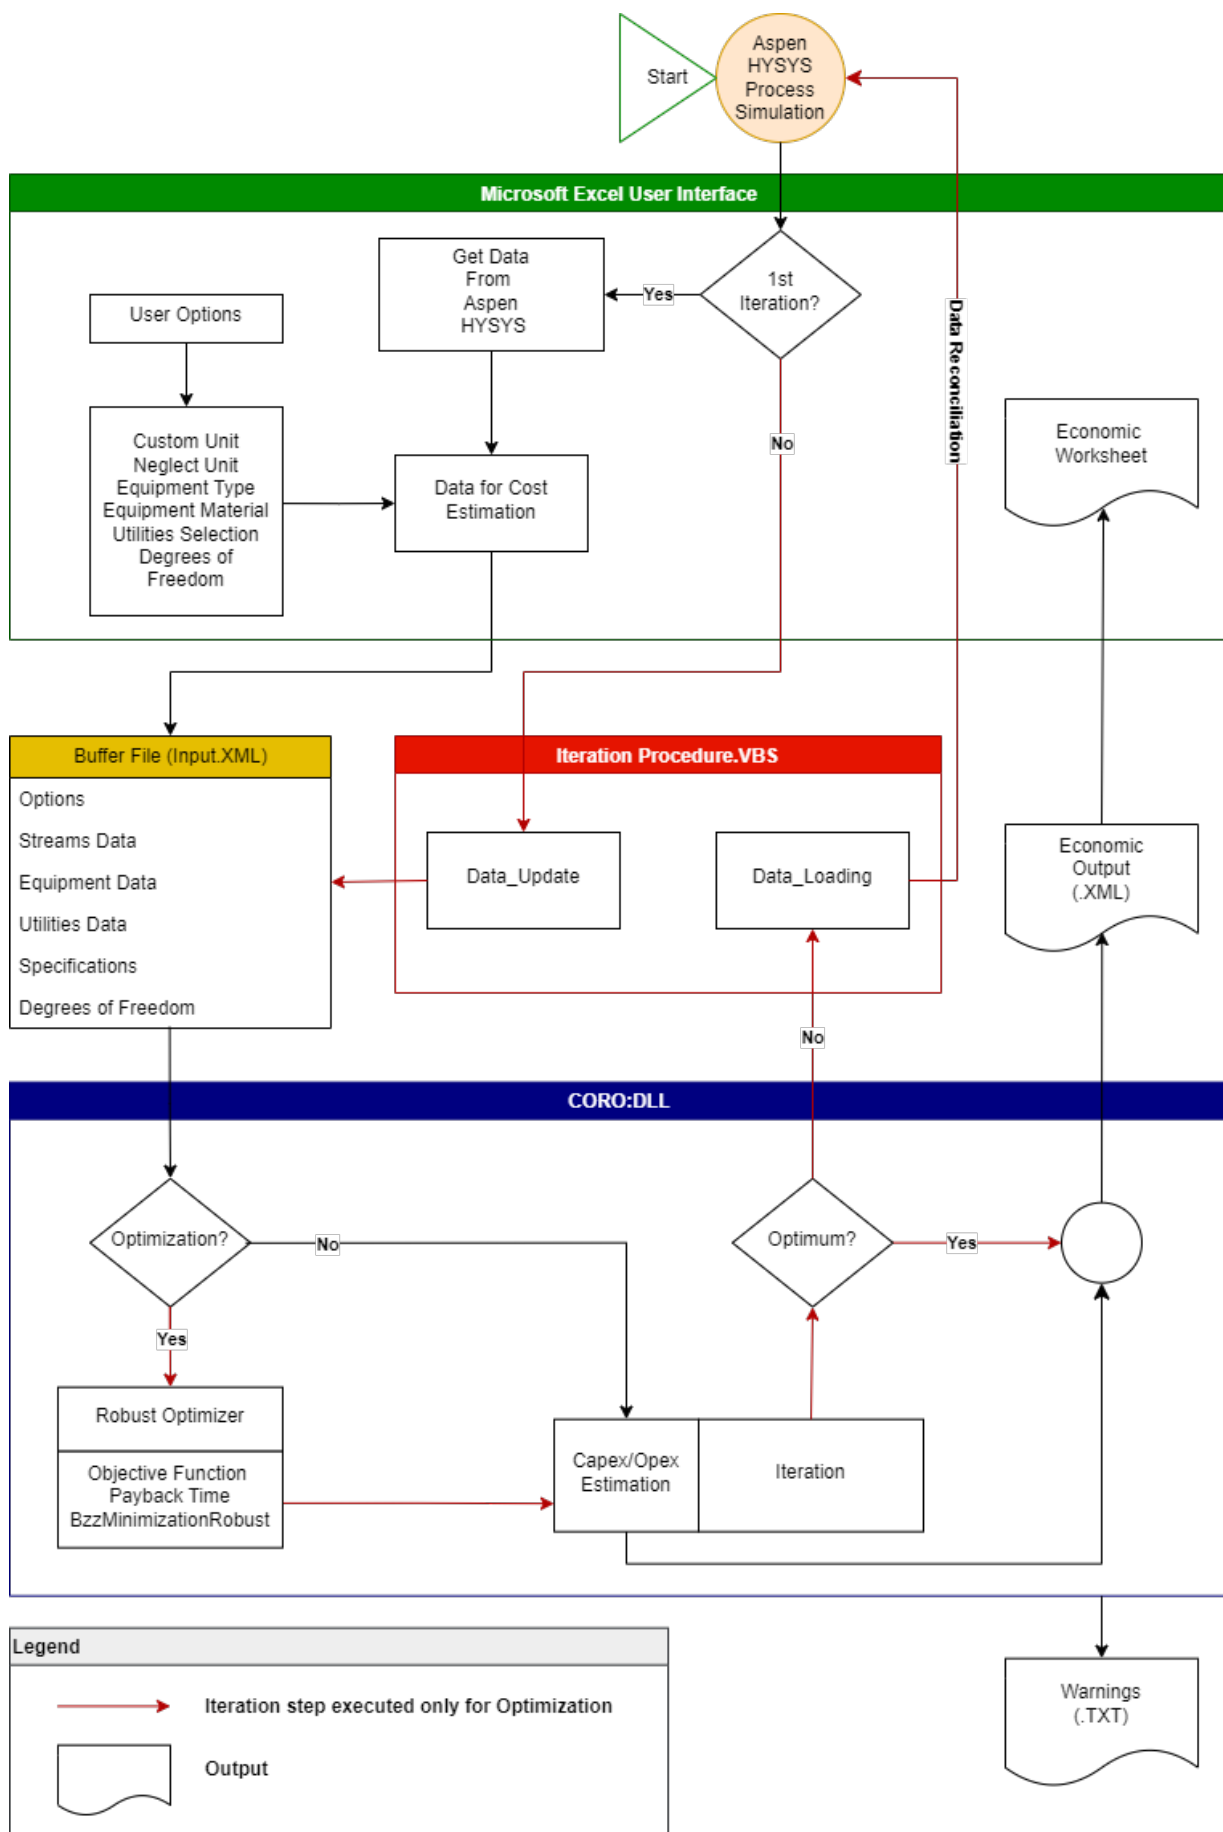 Start
Aspen
HYSYS
Process
Simulation
Microsoft Excel User Interface
Get Data
From
Aspen
HYSYS
Yes
1st
Iteration?
User Options
Data Reconciliation
Custom Unit
Neglect Unit
Equipment Type
Equipment Material
Utilities Selection
Degrees of
Freedom
Data for Cost
Estimation
No
Economic
Worksheet
Buffer File (Input.XML)
Options
Streams Data
Equipment Data
Utilities Data
Specifications
Degrees of Freedom
Iteration Procedure.VBS
Data_Update
Data_Loading
Economic
Output
(.XML)
No
CORO:DLL
Optimization?
No
Optimum?
Yes
Yes
Robust Optimizer
Objective Function
Payback Time
BzzMinimizationRobust
Capex/Opex
Estimation
Iteration
Legend
Iteration step executed only for Optimization
Output
Warnings
(.TXT)